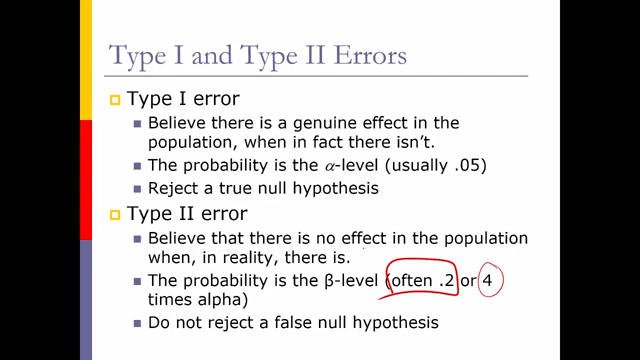 Type I and Type II Errors
Type I error
Believe there is a genuine effect in the
population, when in fact there isn't.
The probability is the α-level (usually .05)
Reject a true null hypothesis
Type II error
Believe that there is no effect in the population
when, in reality, there is.
The probability is the β-level (often .2 or 4
times alpha)
Do not reject a false null hypothesis